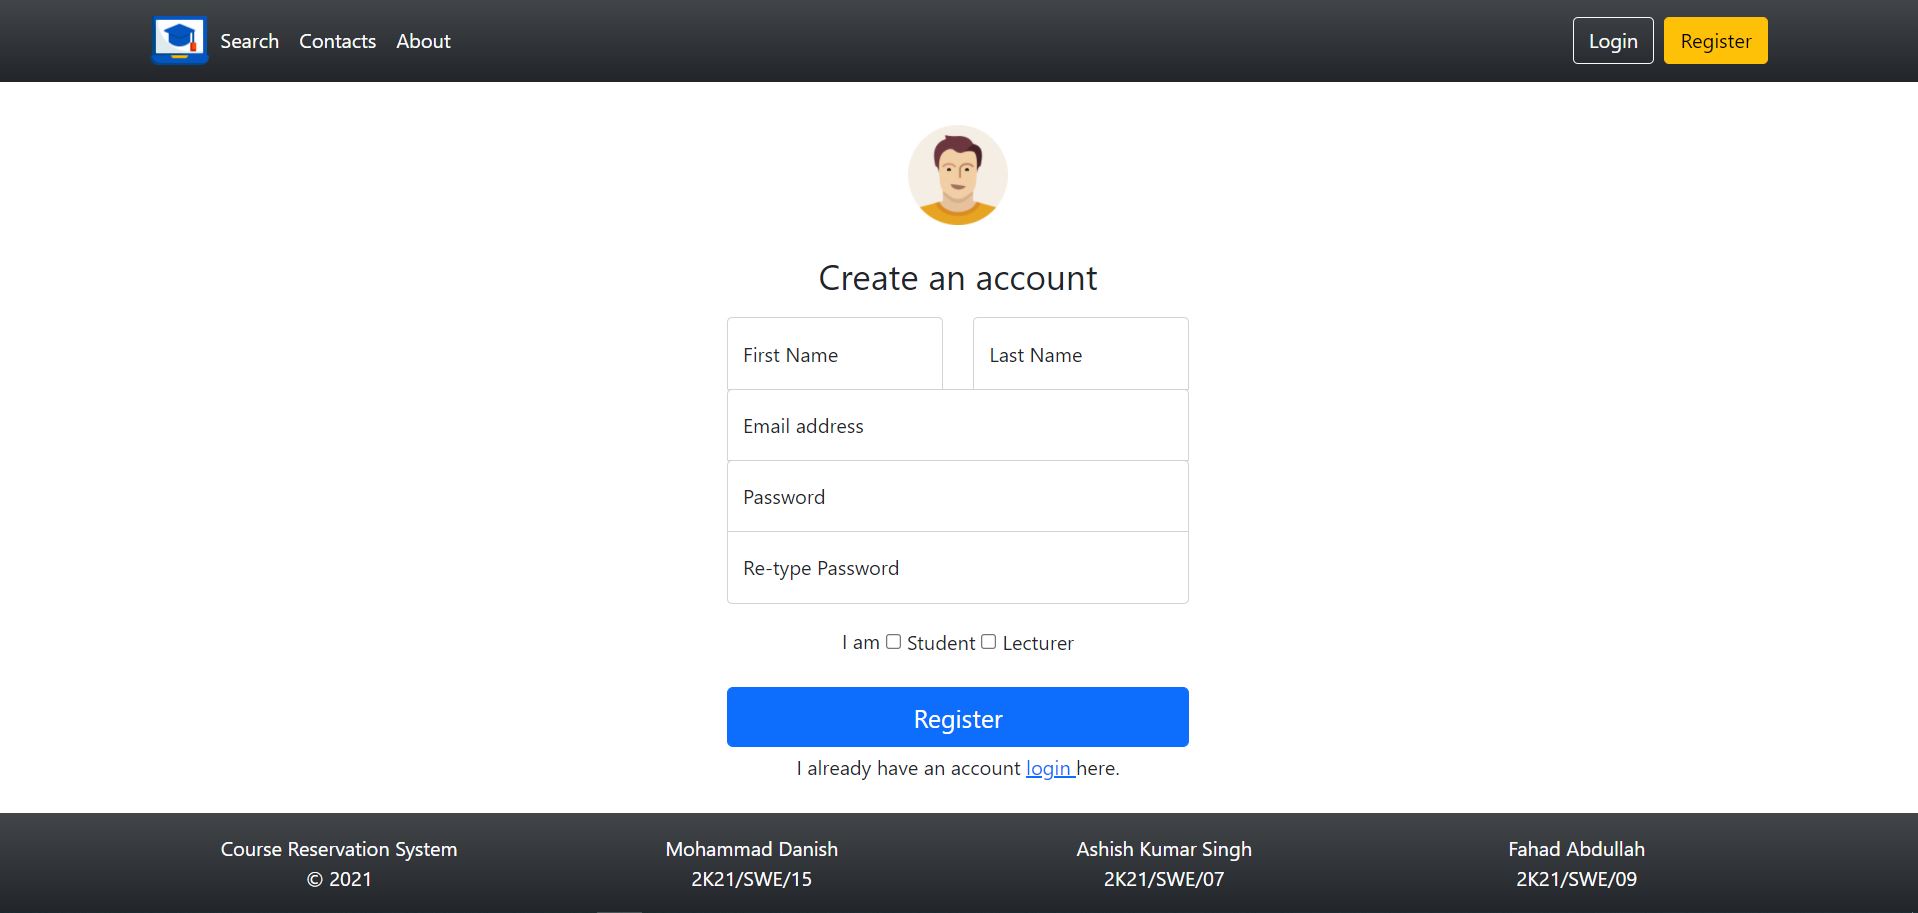 Search Contacts About Login Register
Create an account
First Name Last Name
Email address
Password
Re-type Password
I am Student Lecturer
Register
I already have an account login here.
Course Reservation System Mohammad Danish Ashish Kumar Singh Fahad Abdullah
© 2021 2K21/SWE/15 2K21/SWE/07 2K21/SWE/09